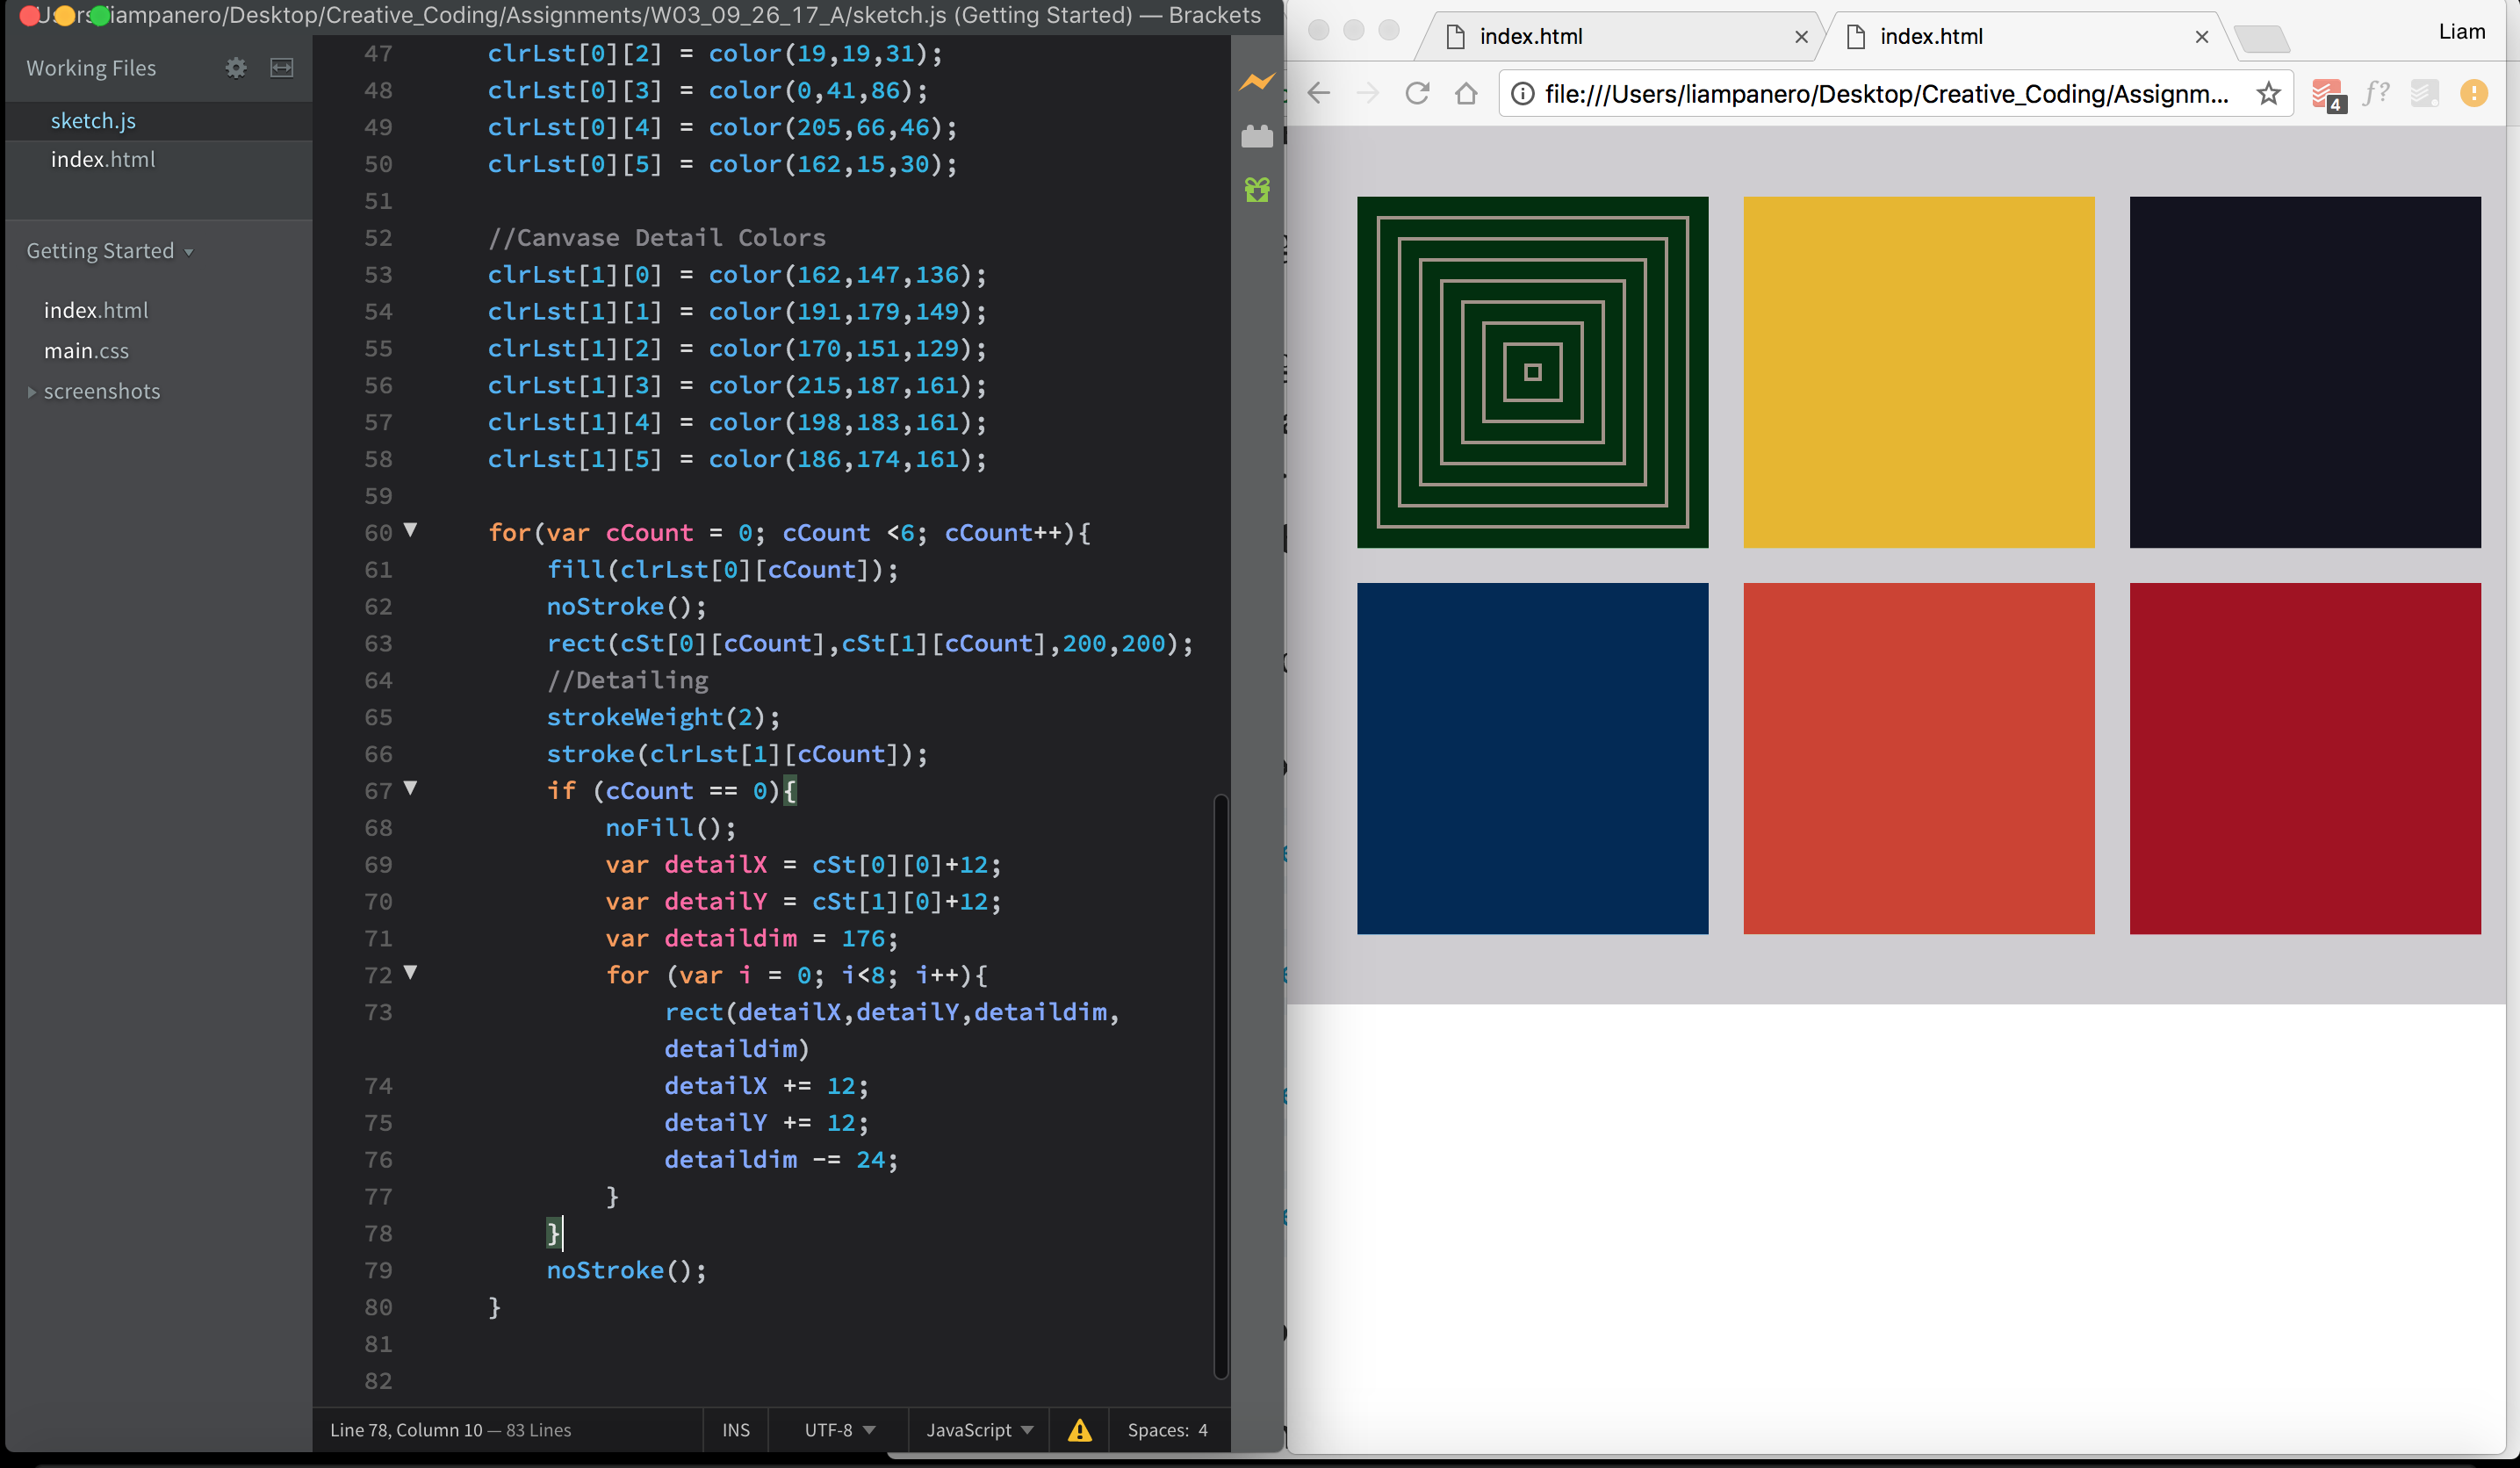 Users/liampanero/Desktop/Creative_Coding/Assignments/W03_09_26_17_A/sketch.js (Getting Started) — Brackets
Working Files
sketch.js
index.html
Getting Started
index.html
main.css
screenshots
47 clrLst[0][2] = color(19,19,31);
48 clrLst[0][3] = color(0,41,86);
49 clrLst[0][4] = color(205,66,46);
50 clrLst[0][5] = color(162,15,30);
51
52 //Canvase Detail Colors
53 clrLst[1][0] = color(162,147,136);
54 clrLst[1][1] = color(191,179,149);
55 clrLst[1][2] = color(170,151,129);
56 clrLst[1][3] = color(215,187,161);
57 clrLst[1][4] = color(198,183,161);
58 clrLst[1][5] = color(186,174,161);
59
60 for(var cCount = 0; cCount <6; cCount++){
61 fill(clrLst[0][cCount]);
62 noStroke();
63 rect(cSt[0][cCount],cSt[1][cCount],200,200);
64 //Detailing
65 strokeWeight(2);
66 stroke(clrLst[1][cCount]);
67 if (cCount == 0){
68 noFill();
69 var detailX = cSt[0][0]+12;
70 var detailY = cSt[1][0]+12;
71 var detaildim = 176;
72 for (var i = 0; i<8; i++){
73 rect(detailX,detailY,detaildim,
detaildim)
74 detailX += 12;
75 detailY += 12;
76 detaildim -= 24;
77 }
78 }
79 noStroke();
80 }
81
82
Line 78, Column 10 — 83 Lines
INS
UTF-8
JavaScript
Spaces: 4
index.html
index.html
Liam
file:///Users/liampanero/Desktop/Creative_Coding/Assignm...
4
f?